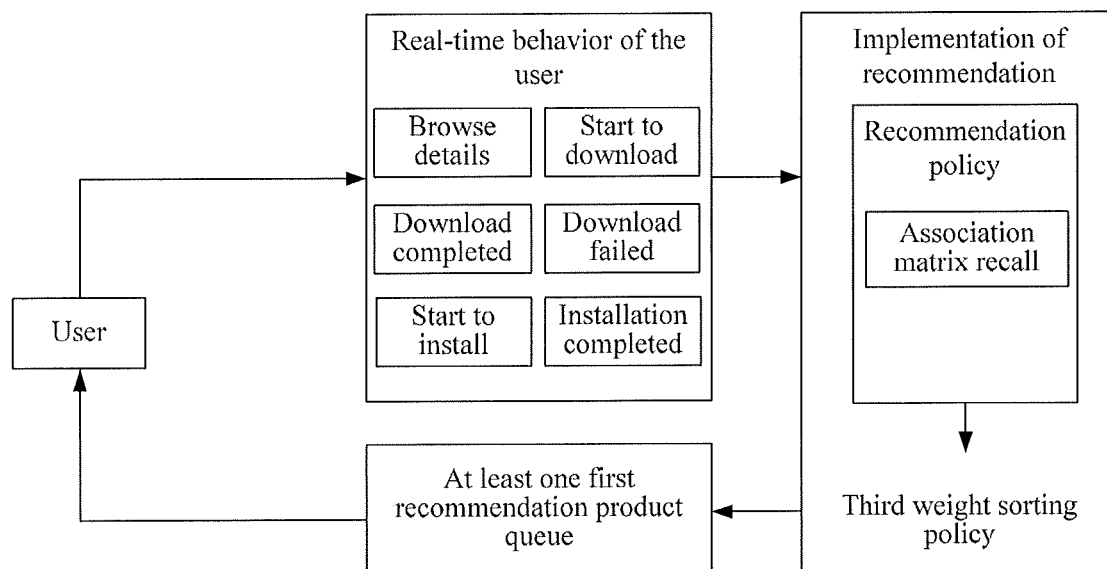 User
Real-time behavior of the
user
Browse
details
Start to
download
Download
completed
Download
failed
Start to
install
Installation
completed
Implementation of
recommendation
Recommendation
policy
Association
matrix recall
Third weight sorting
policy
At least one first
recommendation product
queue